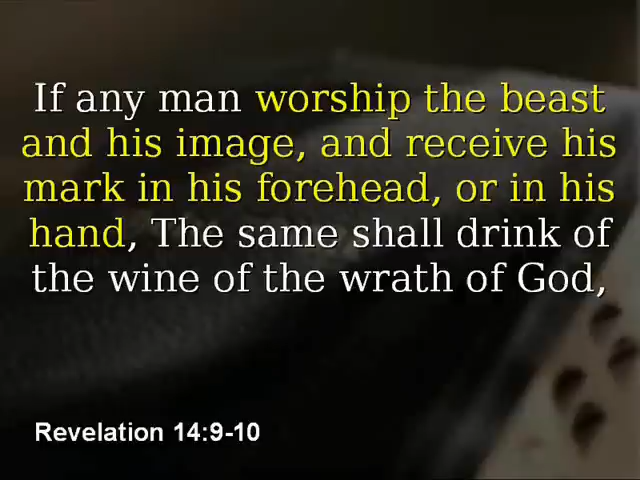 If any man worship the beast
and his image, and receive his
mark in his forehead, or in his
hand, The same shall drink of
the wine of the wrath of God,
Revelation 14:9-10